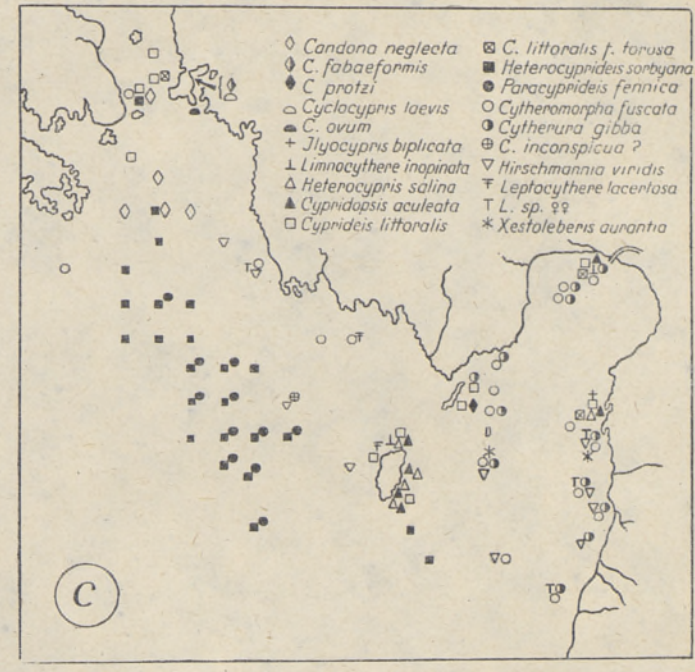 Candona neglecta
C. fabaeformis
C protzi
Cyclocypris laevis
C. ovum
Jlyocypris biplicata
Limnocythere inopinata
Heterocypris salina
Cypridopsis aculeata
Cyprideis littoralis
C. littoralis f. torosa
Heterocyprideis sorbyana
Paracyprideis fennica
Cytheromorpha fuscata
Cytherura gibba
C. inconspicua ?
Hirschmannia viridis
Leptocythere lacertosa
L. sp. ♀♀
Xestoleberis aurantia
C